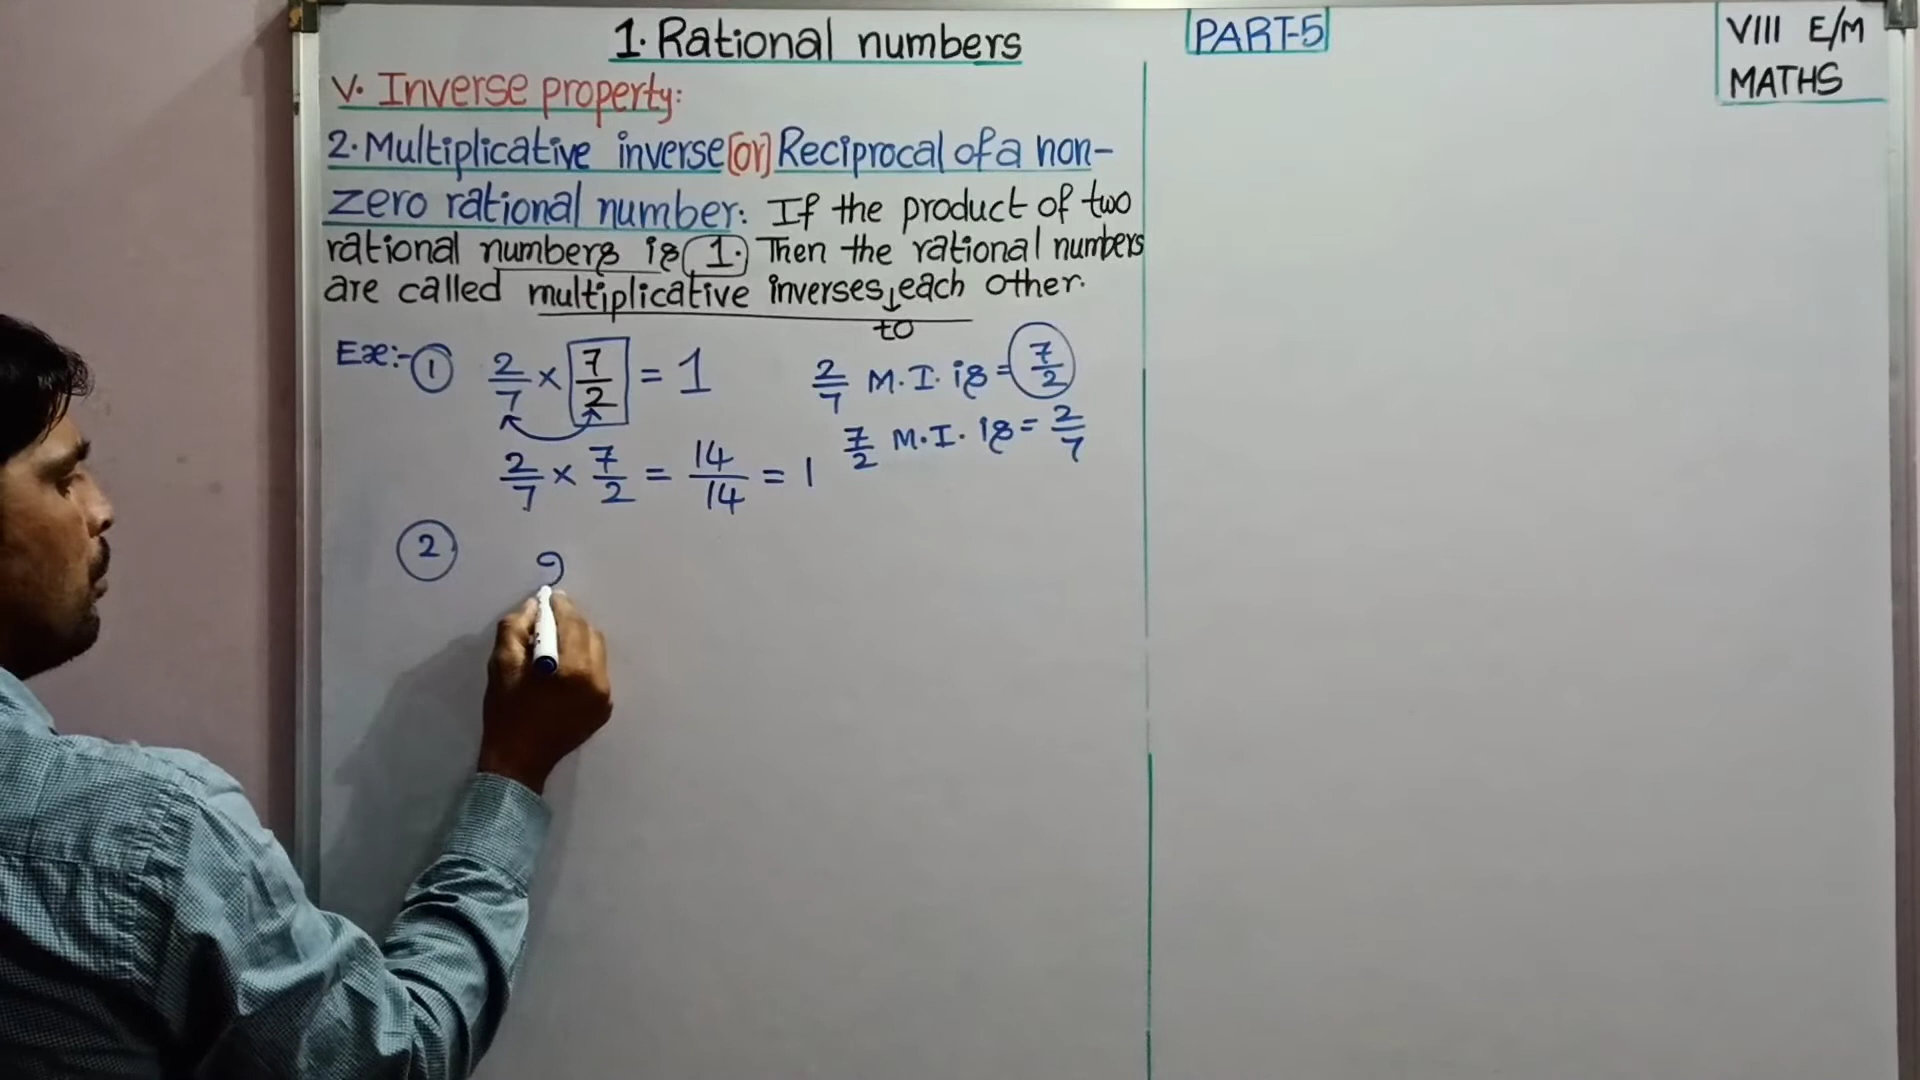 1. Rational numbers
PART-5
VIII E/M
MATHS
V. Inverse property:
2. Multiplicative inverse [or] Reciprocal of a non-
zero rational number: If the product of two
rational numbers is 1. Then the rational numbers
are called multiplicative inverses each other.
to
Ex:- 1 2/7 × 7/2 = 1 2/7 M.I. is = 7/2
7/2 M.I. is = 2/7
2/7 × 7/2 = 14/14 = 1
2 9